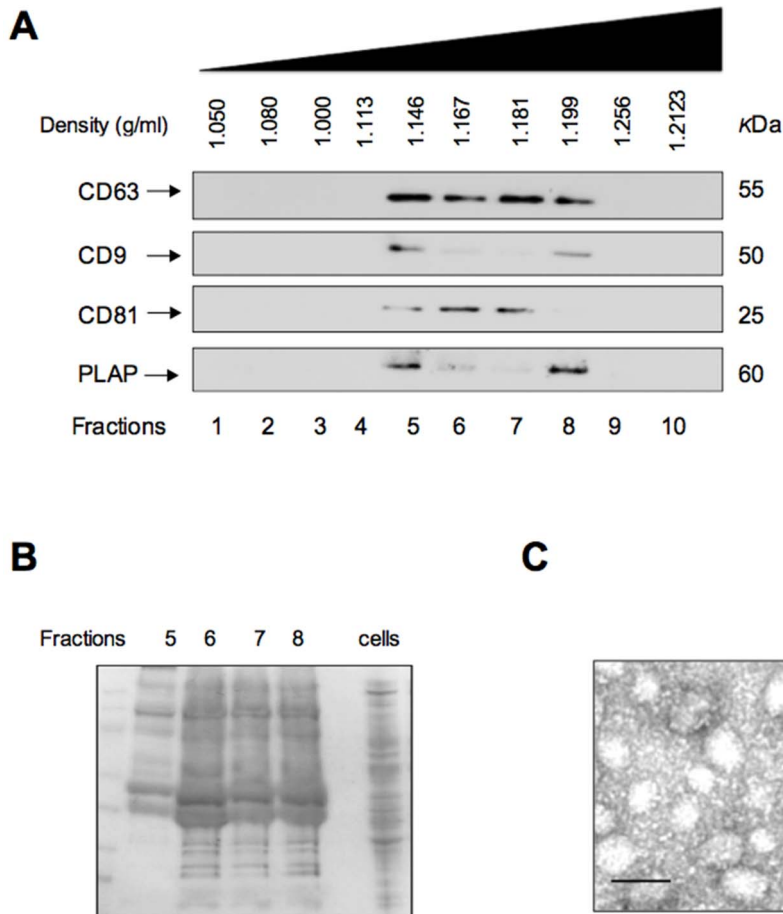 A
Density (g/ml) 1.050 1.080 1.000 1.113 1.146 1.167 1.181 1.199 1.256 1.2123 κDa
CD63 55
CD9 50
CD81 25
PLAP 60
Fractions 1 2 3 4 5 6 7 8 9 10
B C
Fractions 5 6 7 8 cells